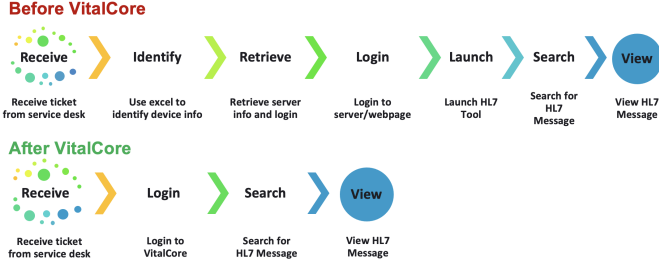 Before VitalCore
Receive Identify Retrieve Login Launch Search View
Receive ticket
from service desk
Use excel to
identify device info
Retrieve server
info and login
Login to
server/webpage
Launch HL7
Tool
Search for
HL7
Message
View HL7
Message
After VitalCore
Receive Login Search View
Receive ticket
from service desk
Login to
VitalCore
Search for
HL7 Message
View HL7
Message